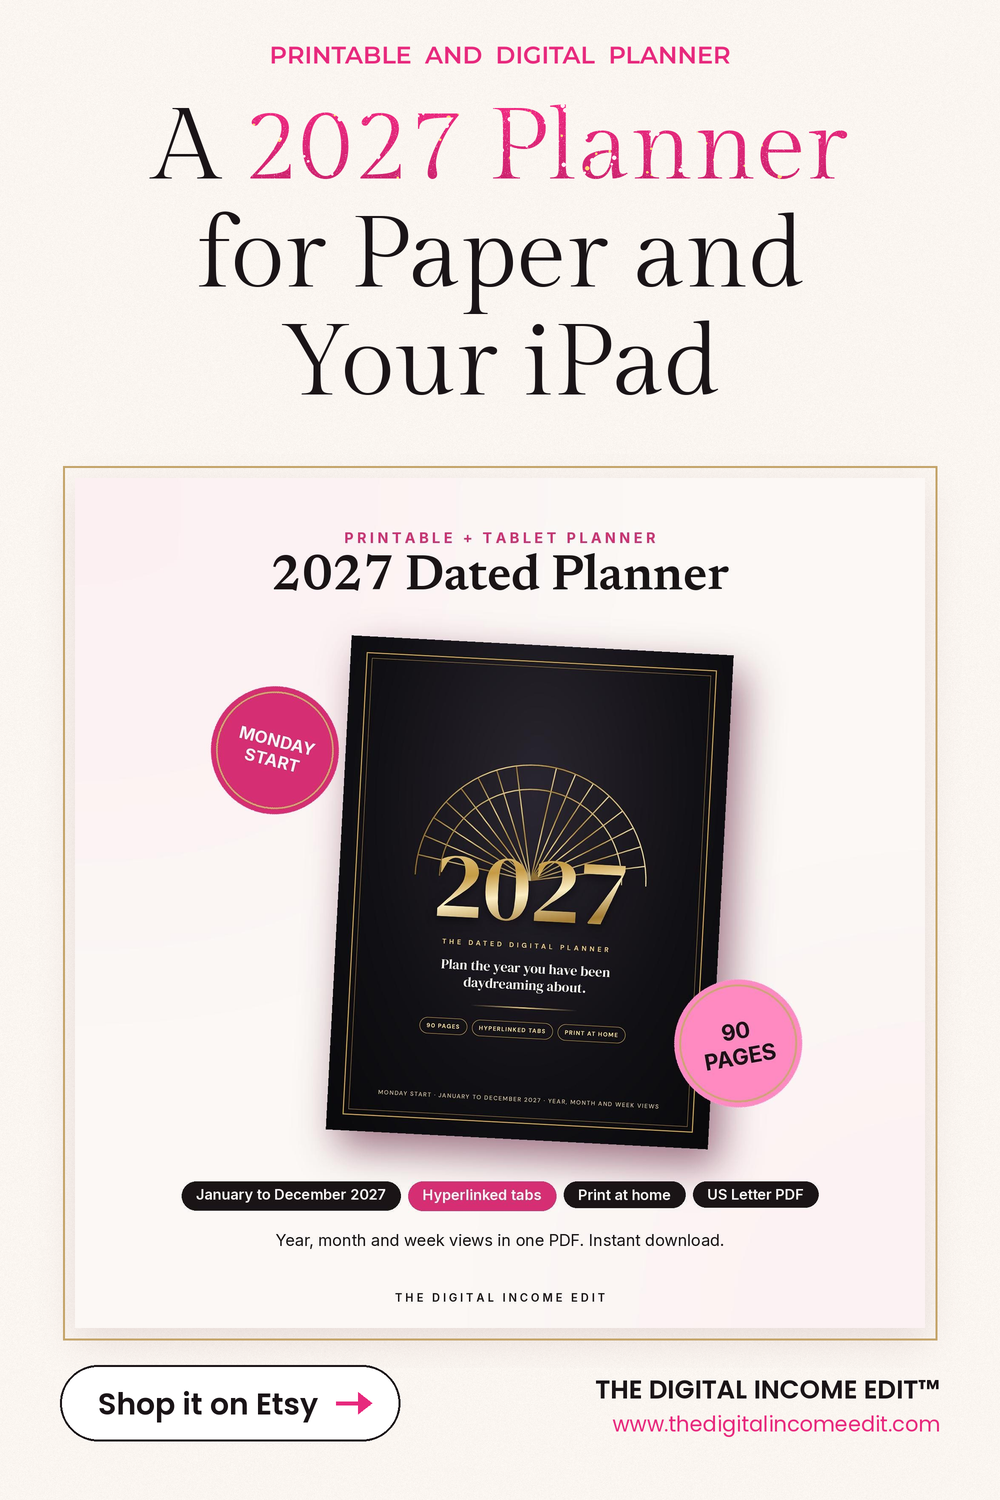 PRINTABLE AND DIGITAL PLANNER
A 2027 Planner
for Paper and
Your iPad
PRINTABLE + TABLET PLANNER
2027 Dated Planner
MONDAY
START
2027
THE DATED DIGITAL PLANNER
Plan the year you have been
daydreaming about.
90 PAGES
HYPERLINKED TABS
PRINT AT HOME
MONDAY START · JANUARY TO DECEMBER 2027 · YEAR, MONTH AND WEEK VIEWS
90
PAGES
January to December 2027
Hyperlinked tabs
Print at home
US Letter PDF
Year, month and week views in one PDF. Instant download.
THE DIGITAL INCOME EDIT
Shop it on Etsy
THE DIGITAL INCOME EDIT™
www.thedigitalincomeedit.com